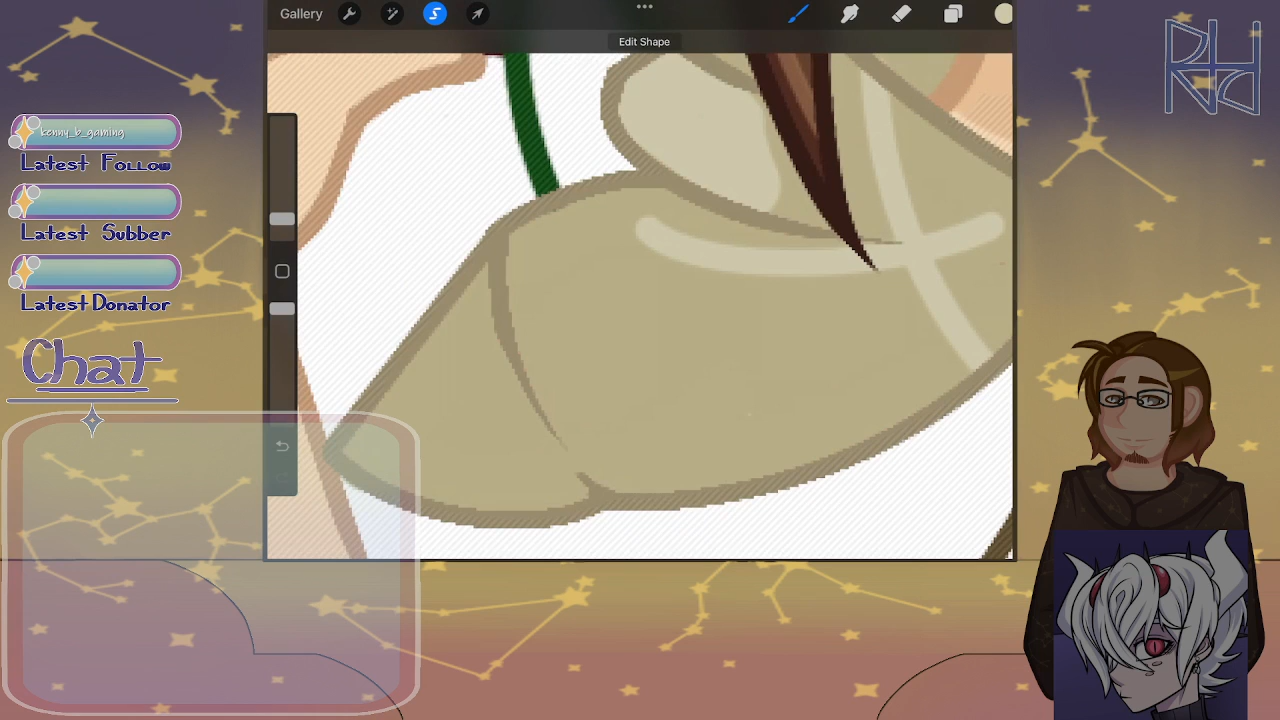 Gallery
Edit Shape
kenny_b_gaming
Latest Follow
Latest Subber
Latest Donator
Chat